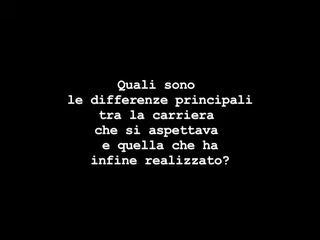 Quali sono
le differenze principali
tra la carriera
che si aspettava
e quella che ha
infine realizzato?